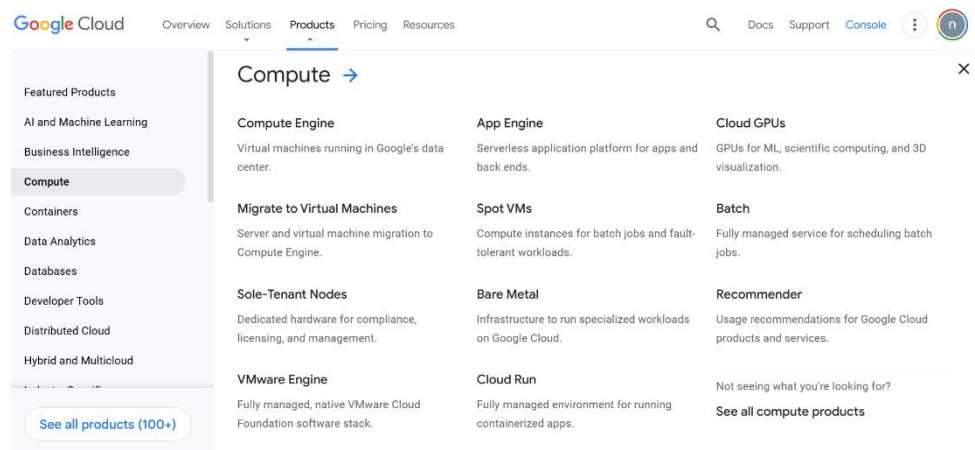 Google Cloud
Overview
Solutions
Products
Pricing
Resources
Docs
Support
Console
n
Featured Products
AI and Machine Learning
Business Intelligence
Compute
Containers
Data Analytics
Databases
Developer Tools
Distributed Cloud
Hybrid and Multicloud
See all products (100+)
Compute →
Compute Engine
Virtual machines running in Google's data
center.
App Engine
Serverless application platform for apps and
back ends.
Cloud GPUs
GPUs for ML, scientific computing, and 3D
visualization.
Migrate to Virtual Machines
Server and virtual machine migration to
Compute Engine.
Spot VMs
Compute instances for batch jobs and fault-
tolerant workloads.
Batch
Fully managed service for scheduling batch
jobs.
Sole-Tenant Nodes
Dedicated hardware for compliance,
licensing, and management.
Bare Metal
Infrastructure to run specialized workloads
on Google Cloud.
Recommender
Usage recommendations for Google Cloud
products and services.
VMware Engine
Fully managed, native VMware Cloud
Foundation software stack.
Cloud Run
Fully managed environment for running
containerized apps.
Not seeing what you're looking for?
See all compute products